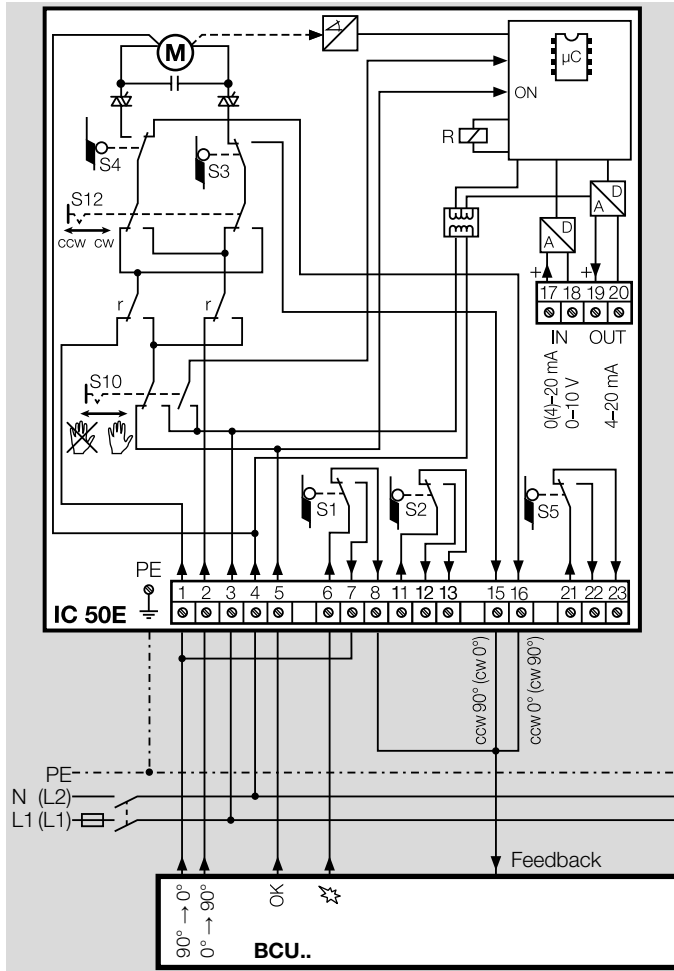 M
µC
ON
S4
S3
R
S12
ccw cw
D
A
D
A
+
+
17 18 19 20
IN OUT
0(4)–20 mA
0–10 V
4–20 mA
r
r
S10
S1
S2
S5
PE
1 2 3 4 5 6 7 8 11 12 13 15 16 21 22 23
IC 50E
ccw 90° (cw 0°)
ccw 0° (cw 90°)
PE
N (L2)
L1 (L1)
Feedback
90° → 0°
0° → 90°
OK
BCU..